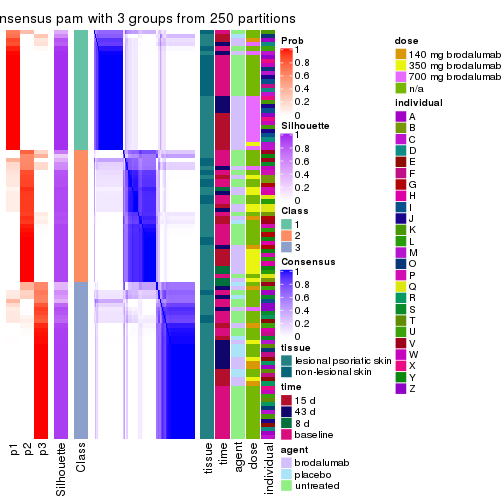 nsensus pam with 3 groups from 250 partitions
Prob
1
0.8
0.6
0.4
0.2
0
Silhouette
1
0.8
0.6
0.4
0.2
0
Class
1
2
3
Consensus
1
0.8
0.6
0.4
0.2
0
tissue
lesional psoriatic skin
non-lesional skin
time
15 d
43 d
8 d
baseline
agent
brodalumab
placebo
untreated
dose
140 mg brodalumab
350 mg brodalumab
700 mg brodalumab
n/a
individual
A
B
C
D
E
F
G
H
I
J
K
L
M
O
P
Q
R
S
T
U
V
W
X
Y
Z
p1
p2
p3
Silhouette
Class
tissue
time
agent
dose
individual